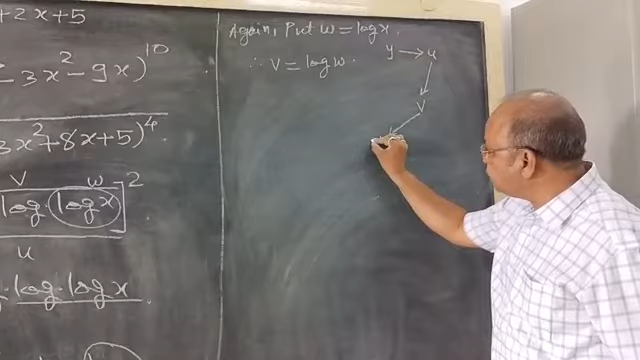 +2x+5
3x²-9x)¹⁰
3x²+8x+5)⁴
v w
log (log x)]⁻²
u
log.log x.
Again, Put w=log x.
∴ v=log w.
y → u
v